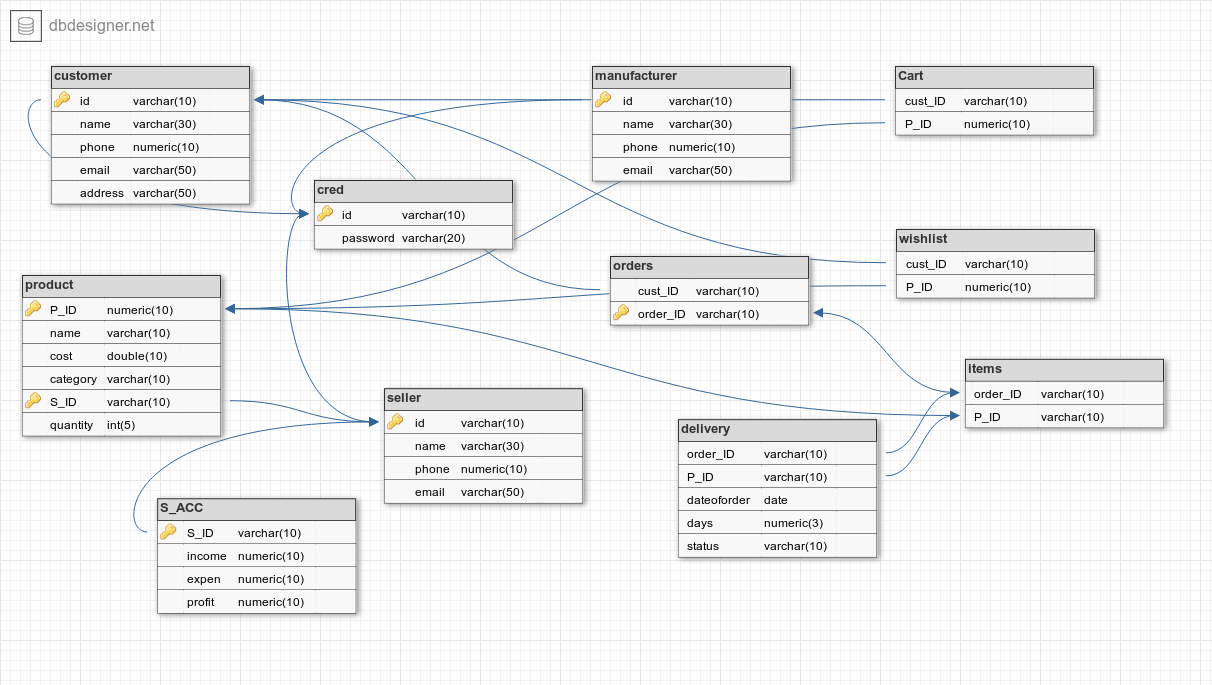 dbdesigner.net
customer
id varchar(10)
name varchar(30)
phone numeric(10)
email varchar(50)
address varchar(50)
manufacturer
id varchar(10)
name varchar(30)
phone numeric(10)
email varchar(50)
Cart
cust_ID varchar(10)
P_ID numeric(10)
cred
id varchar(10)
password varchar(20)
wishlist
cust_ID varchar(10)
P_ID numeric(10)
orders
cust_ID varchar(10)
order_ID varchar(10)
product
P_ID numeric(10)
name varchar(10)
cost double(10)
category varchar(10)
S_ID varchar(10)
quantity int(5)
items
order_ID varchar(10)
P_ID varchar(10)
seller
id varchar(10)
name varchar(30)
phone numeric(10)
email varchar(50)
delivery
order_ID varchar(10)
P_ID varchar(10)
dateoforder date
days numeric(3)
status varchar(10)
S_ACC
S_ID varchar(10)
income numeric(10)
expen numeric(10)
profit numeric(10)